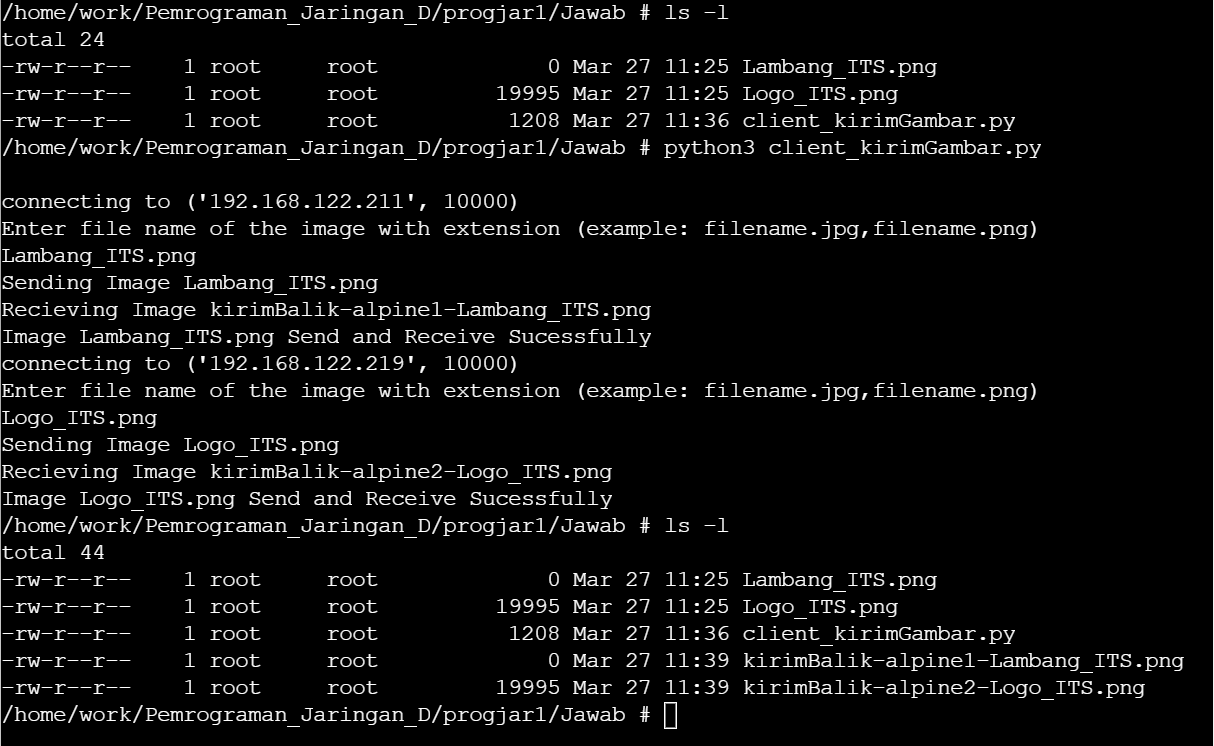 /home/work/Pemrograman_Jaringan_D/progjar1/Jawab # ls -l
total 24
-rw-r--r-- 1 root root 0 Mar 27 11:25 Lambang_ITS.png
-rw-r--r-- 1 root root 19995 Mar 27 11:25 Logo_ITS.png
-rw-r--r-- 1 root root 1208 Mar 27 11:36 client_kirimGambar.py
/home/work/Pemrograman_Jaringan_D/progjar1/Jawab # python3 client_kirimGambar.py
connecting to ('192.168.122.211', 10000)
Enter file name of the image with extension (example: filename.jpg,filename.png)
Lambang_ITS.png
Sending Image Lambang_ITS.png
Recieving Image kirimBalik-alpine1-Lambang_ITS.png
Image Lambang_ITS.png Send and Receive Sucessfully
connecting to ('192.168.122.219', 10000)
Enter file name of the image with extension (example: filename.jpg,filename.png)
Logo_ITS.png
Sending Image Logo_ITS.png
Recieving Image kirimBalik-alpine2-Logo_ITS.png
Image Logo_ITS.png Send and Receive Sucessfully
/home/work/Pemrograman_Jaringan_D/progjar1/Jawab # ls -l
total 44
-rw-r--r-- 1 root root 0 Mar 27 11:25 Lambang_ITS.png
-rw-r--r-- 1 root root 19995 Mar 27 11:25 Logo_ITS.png
-rw-r--r-- 1 root root 1208 Mar 27 11:36 client_kirimGambar.py
-rw-r--r-- 1 root root 0 Mar 27 11:39 kirimBalik-alpine1-Lambang_ITS.png
-rw-r--r-- 1 root root 19995 Mar 27 11:39 kirimBalik-alpine2-Logo_ITS.png
/home/work/Pemrograman_Jaringan_D/progjar1/Jawab #